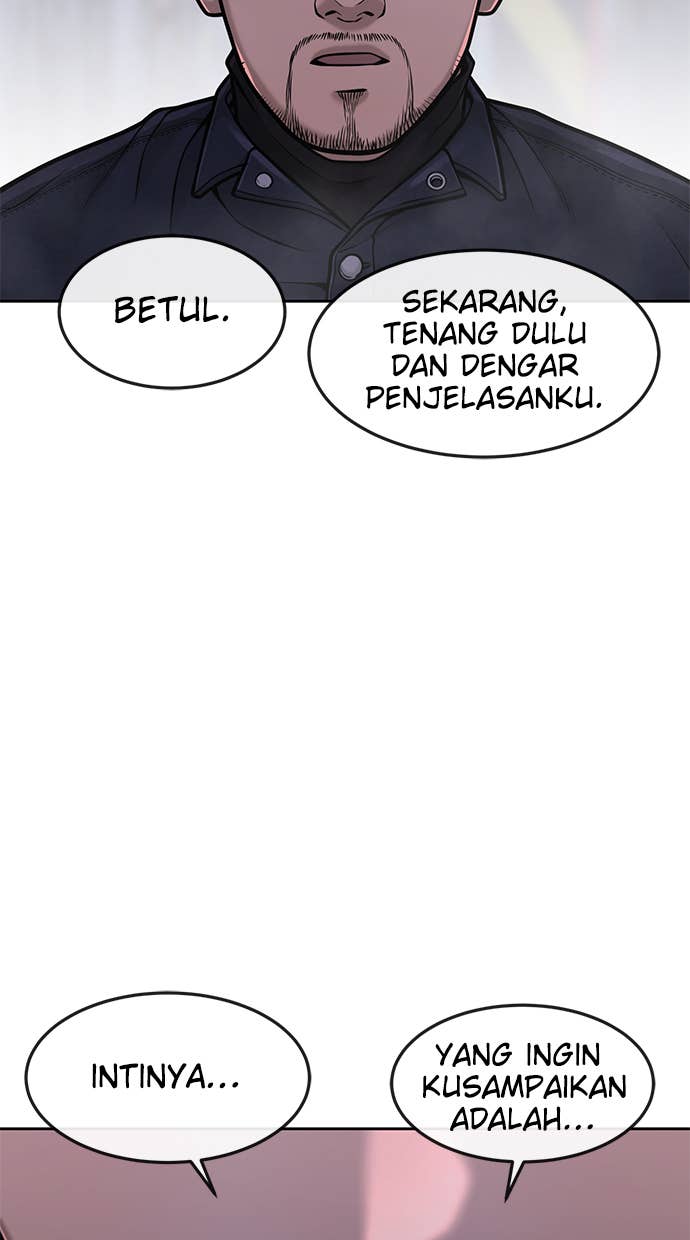 BETUL.
SEKARANG,
TENANG DULU
DAN DENGAR
PENJELASANKU.
INTINYA...
YANG INGIN
KUSAMPAIKAN
ADALAH...